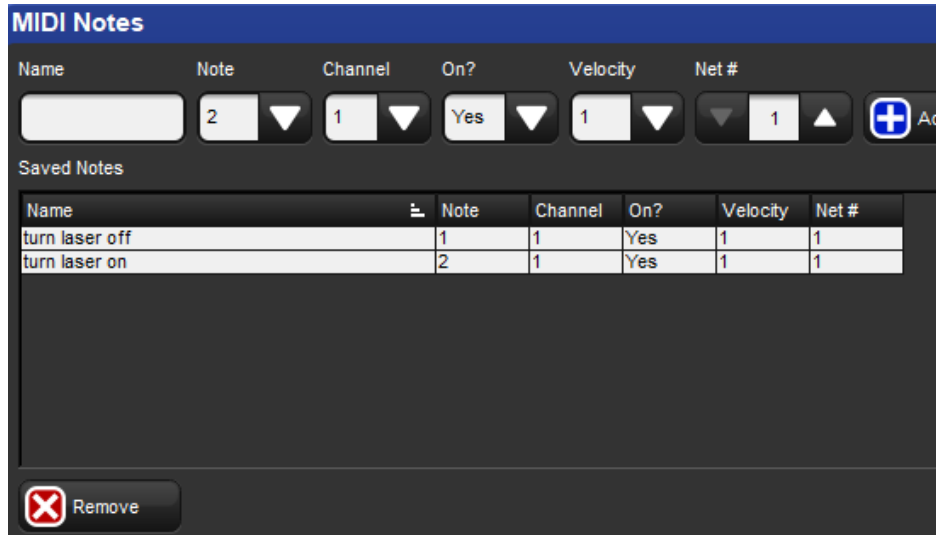 MIDI Notes
Name Note Channel On? Velocity Net #
2 1 Yes 1 1
Saved Notes
Name Note Channel On? Velocity Net #
turn laser off 1 1 Yes 1 1
turn laser on 2 1 Yes 1 1
Remove